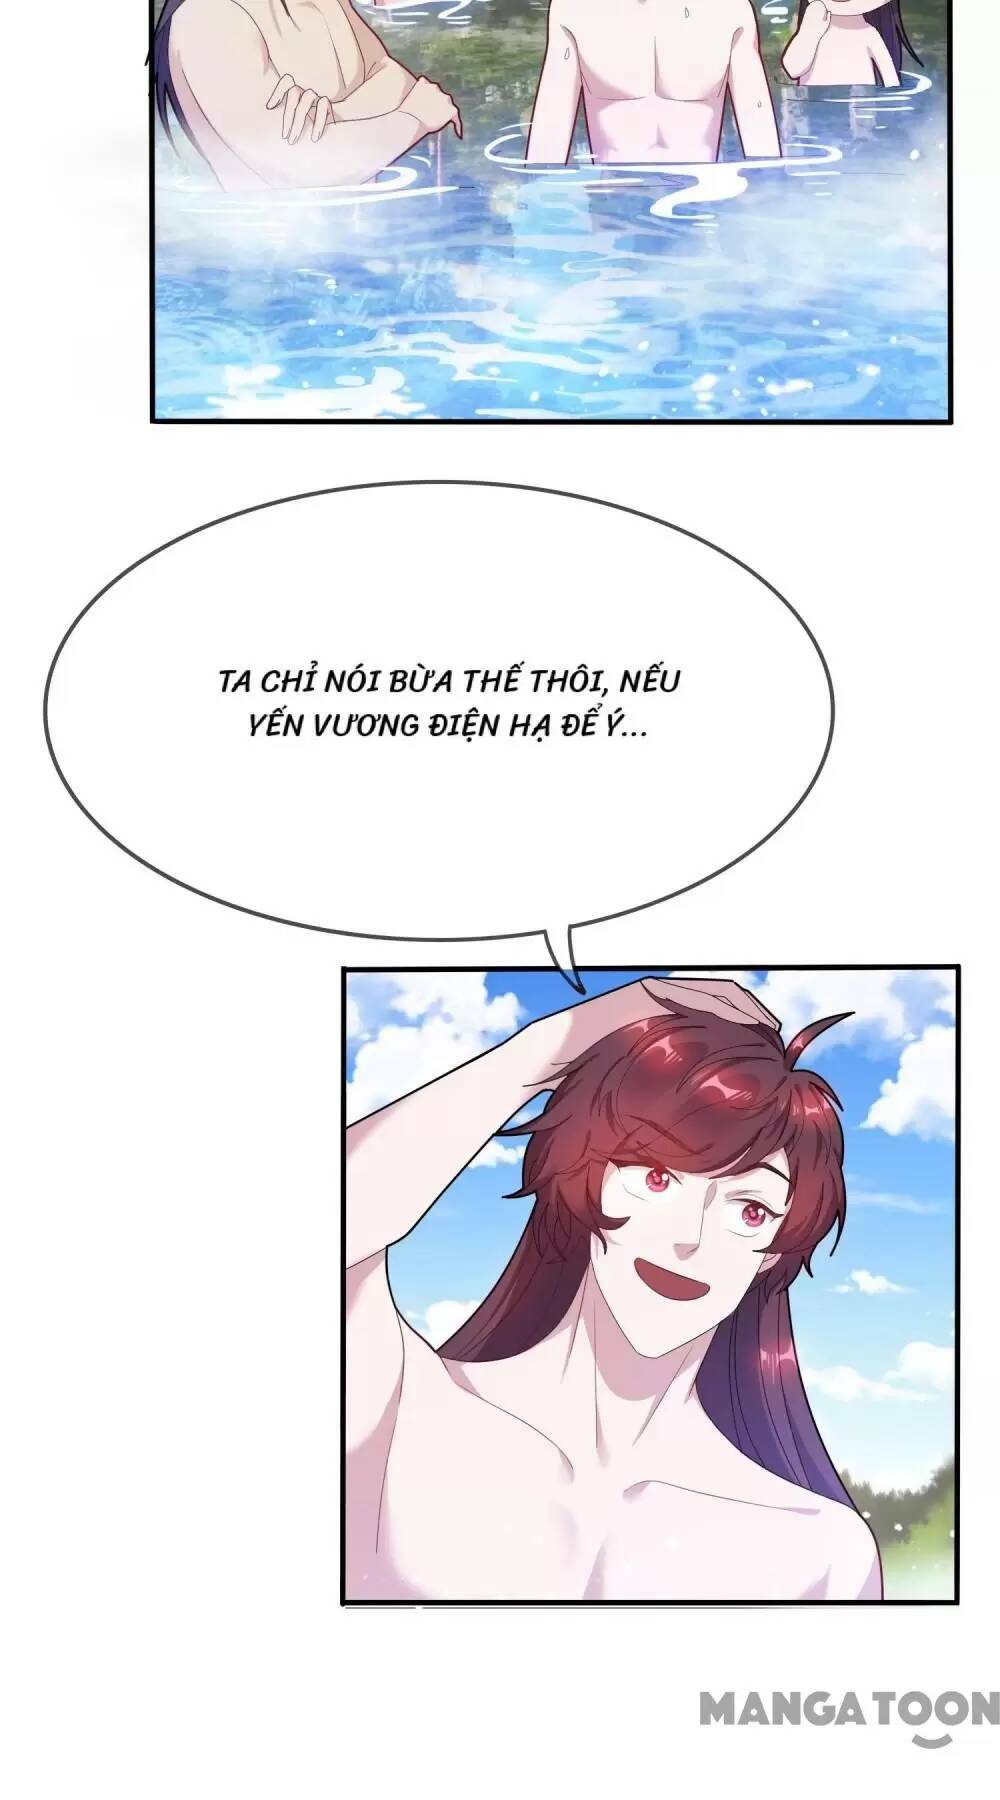 TA CHỈ NÓI BỪA THẾ THÔI, NẾU
YẾN VƯƠNG ĐIỆN HẠ ĐỂ Ý...
MANGATOON